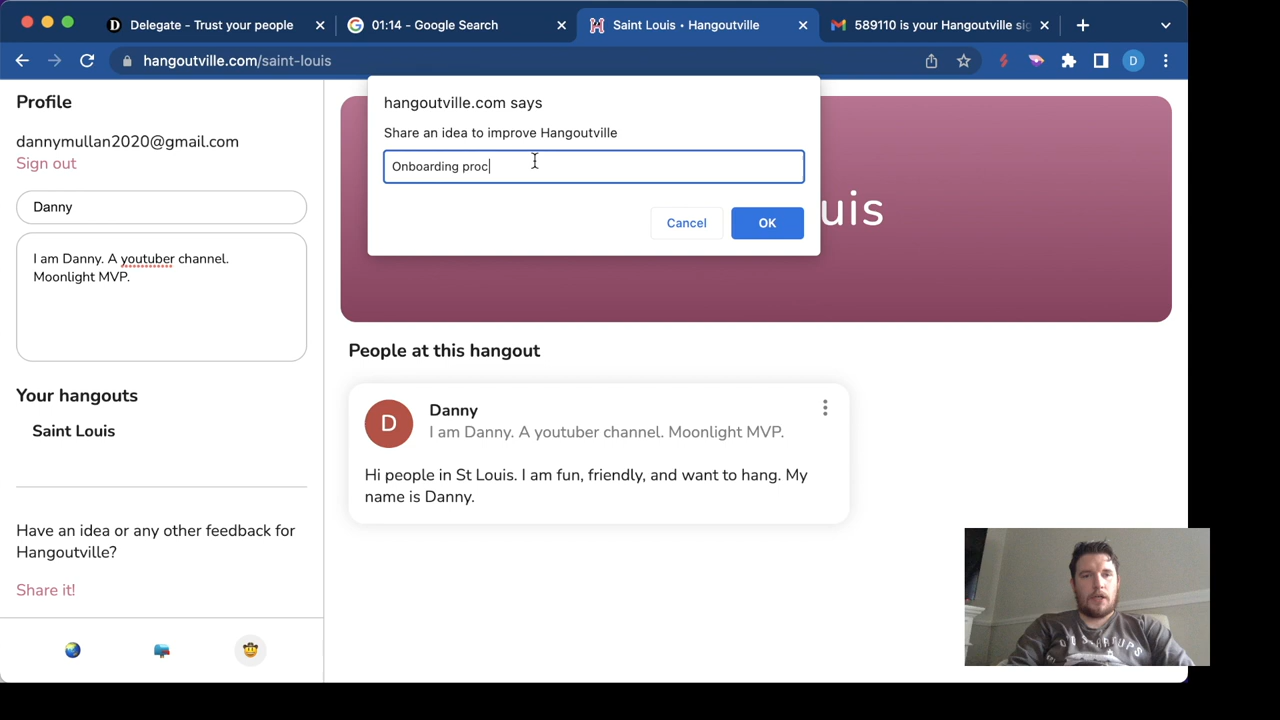 Delegate - Trust your people
01:14 - Google Search
Saint Louis • Hangoutville
589110 is your Hangoutville sig
hangoutville.com/saint-louis
D
Profile
dannymullan2020@gmail.com
Sign out
Danny
I am Danny. A youtuber channel.
Moonlight MVP.
Your hangouts
Saint Louis
Have an idea or any other feedback for
Hangoutville?
Share it!
hangoutville.com says
Share an idea to improve Hangoutville
Onboarding proc
Cancel
OK
uis
People at this hangout
D
Danny
I am Danny. A youtuber channel. Moonlight MVP.
Hi people in St Louis. I am fun, friendly, and want to hang. My
name is Danny.